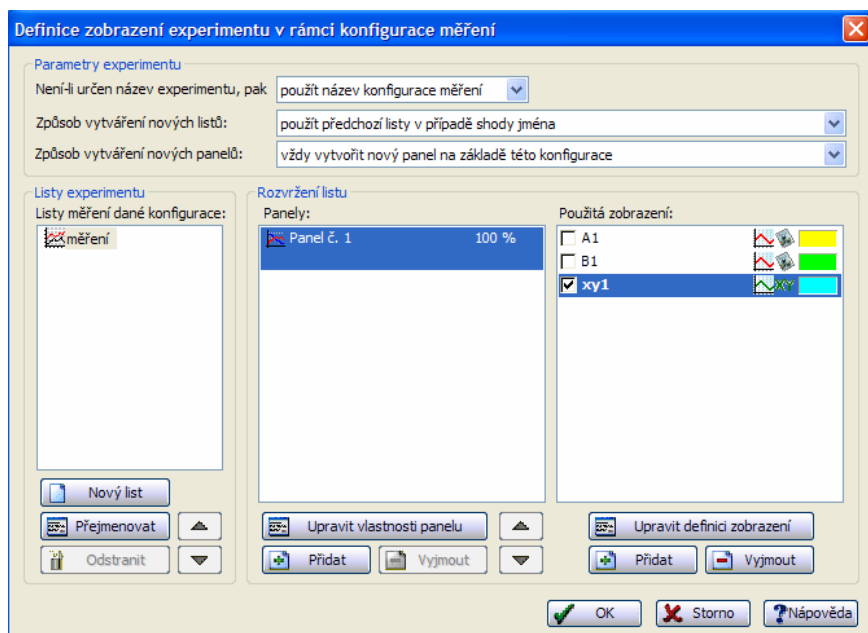 Definice zobrazení experimentu v rámci konfigurace měření
Parametry experimentu
Není-li určen název experimentu, pak použít název konfigurace měření
Způsob vytváření nových listů: použít předchozí listy v případě shody jména
Způsob vytváření nových panelů: vždy vytvořit nový panel na základě této konfigurace
Listy experimentu
Listy měření dané konfigurace:
měření
Nový list
Přejmenovat
Odstranit
Rozvržení listu
Panely:
Panel č. 1 100 %
Upravit vlastnosti panelu
Přidat Vyjmout
Použitá zobrazení:
A1
B1
xy1 XY
Upravit definici zobrazení
Přidat Vyjmout
OK Storno Nápověda